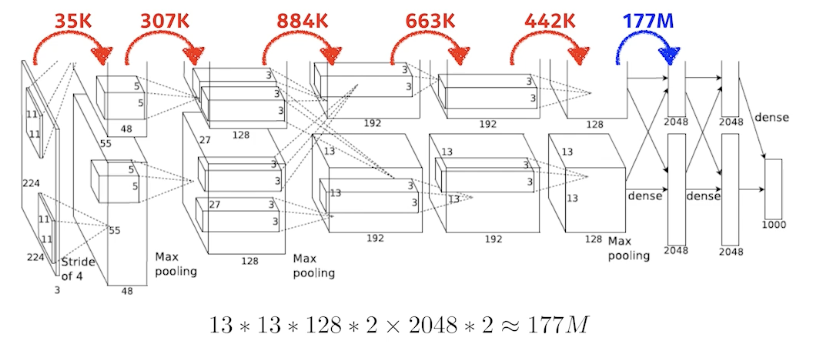 35K 307K 884K 663K 442K 177M
5 3 3 3 3
5 3 3 3 3
11
11
48 128 192 192 128 2048 2048
55 27 dense
13 13 13
5 3 3
5 3
224 13 3 13
27 3 3 3 13 dense dense
11 3
11 55
192 192 128 2048 2048 1000
224 Stride
of 4
128
Max
pooling
Max
pooling
Max
pooling
3 48
13 ∗ 13 ∗ 128 ∗ 2 × 2048 ∗ 2 ≈ 177M